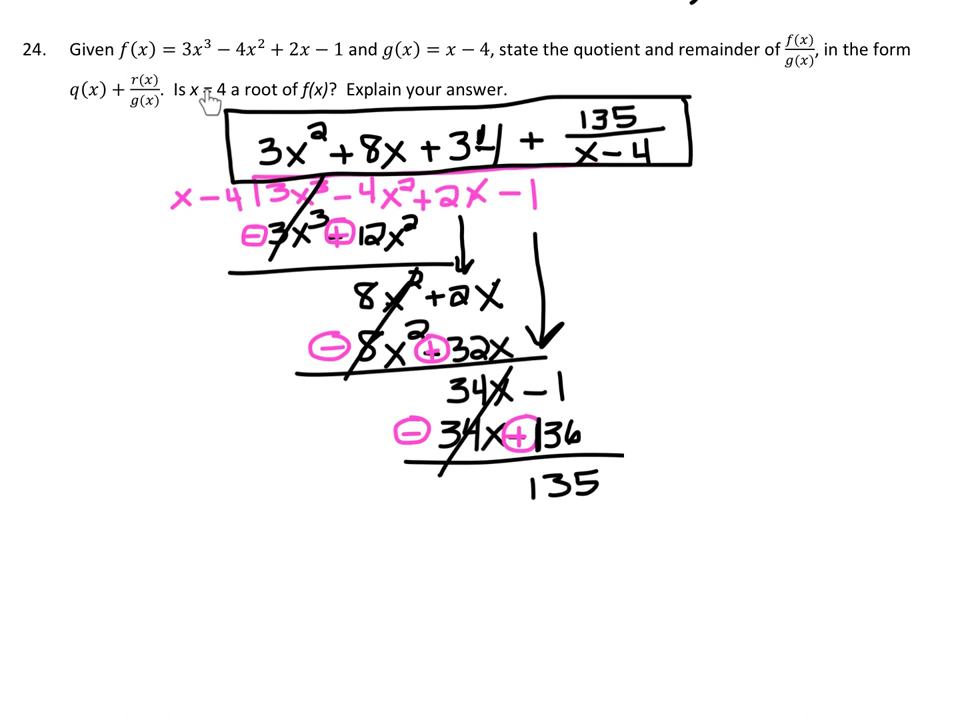 24. Given f(x) = 3x³ − 4x² + 2x − 1 and g(x) = x − 4, state the quotient and remainder of f(x)/g(x), in the form
q(x) + r(x)/g(x). Is x = 4 a root of f(x)? Explain your answer.
3x² + 8x + 34 + 135/(x − 4)
x − 4 3x³ − 4x² + 2x − 1
− 3x³ + 12x²
8x² + 2x
− 8x² + 32x
34x − 1
− 34x + 136
135